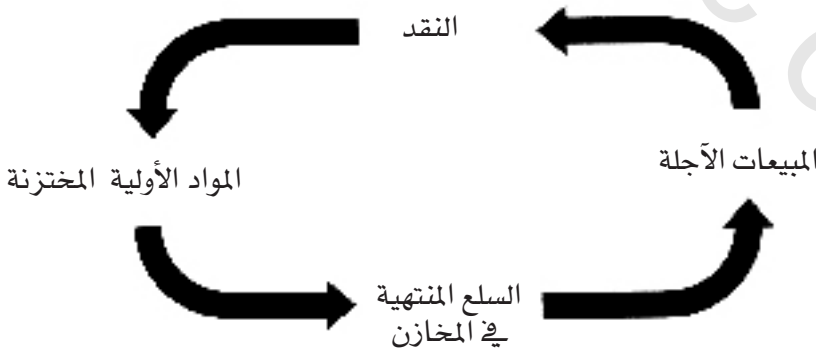 النقد
المبيعات الآجلة
المواد الأولية المختزنة
السلع المنتهية
في المخازن